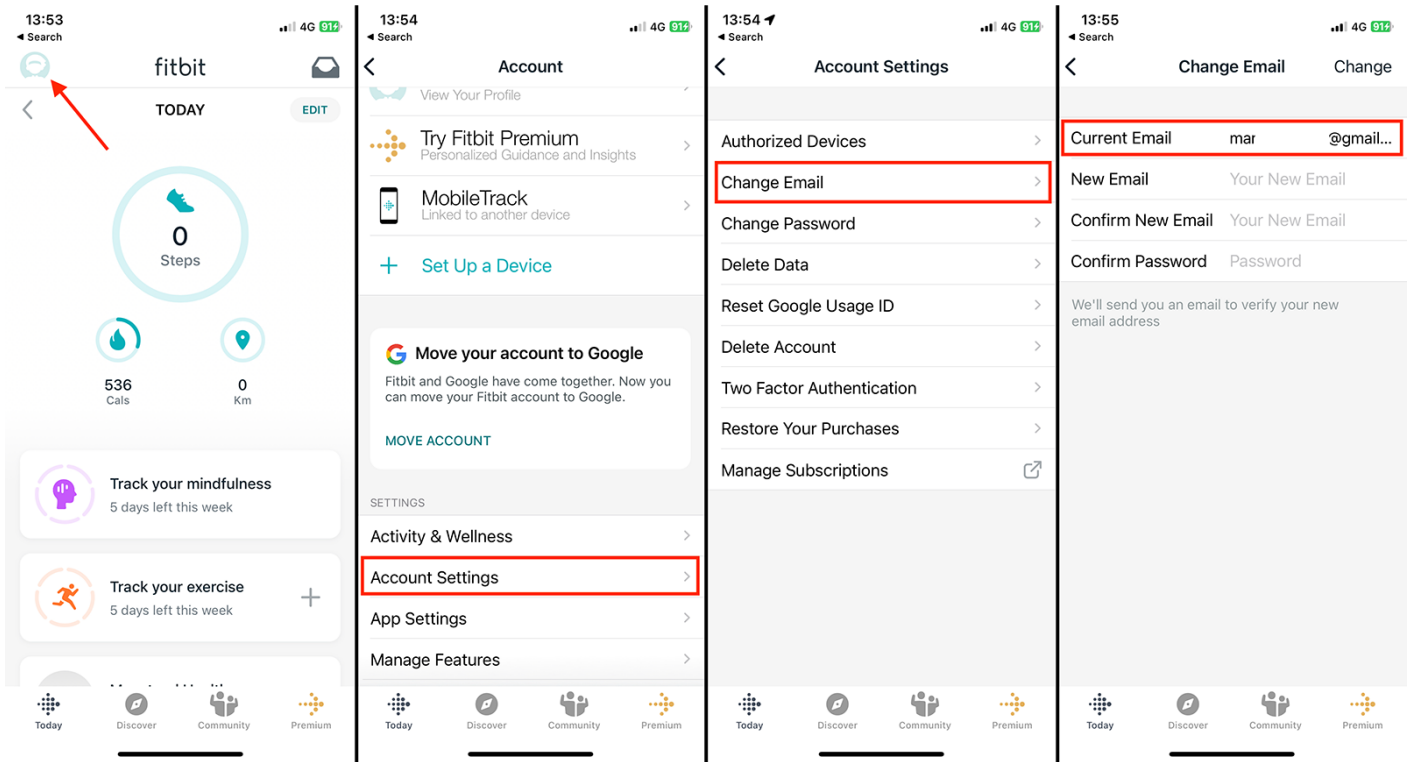 13:53
4G 91
◀ Search
fitbit
TODAY
EDIT
0
Steps
536
Cals
0
Km
Track your mindfulness
5 days left this week
Track your exercise
5 days left this week
Today
Discover
Community
Premium
13:54
4G 91
◀ Search
Account
View Your Profile
Try Fitbit Premium
Personalized Guidance and Insights
MobileTrack
Linked to another device
+ Set Up a Device
G Move your account to Google
Fitbit and Google have come together. Now you
can move your Fitbit account to Google.
MOVE ACCOUNT
SETTINGS
Activity & Wellness
Account Settings
App Settings
Manage Features
Today
Discover
Community
Premium
13:54
4G 91
◀ Search
Account Settings
Authorized Devices
Change Email
Change Password
Delete Data
Reset Google Usage ID
Delete Account
Two Factor Authentication
Restore Your Purchases
Manage Subscriptions
Today
Discover
Community
Premium
13:55
4G 91
◀ Search
Change Email
Change
Current Email mar @gmail...
New Email Your New Email
Confirm New Email Your New Email
Confirm Password Password
We'll send you an email to verify your new
email address
Today
Discover
Community
Premium